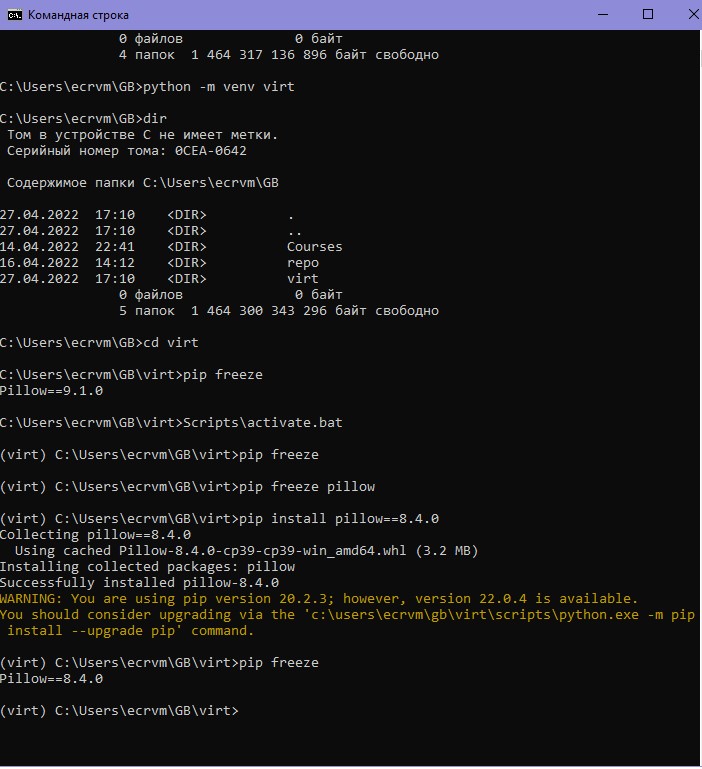 Командная строка
0 файлов 0 байт
4 папок 1 464 317 136 896 байт свободно
C:\Users\ecrvm\GB>python -m venv virt
C:\Users\ecrvm\GB>dir
Том в устройстве C не имеет метки.
Серийный номер тома: 0CEA-0642
Содержимое папки C:\Users\ecrvm\GB
27.04.2022 17:10 <DIR> .
27.04.2022 17:10 <DIR> ..
14.04.2022 22:41 <DIR> Courses
16.04.2022 14:12 <DIR> repo
27.04.2022 17:10 <DIR> virt
0 файлов 0 байт
5 папок 1 464 300 343 296 байт свободно
C:\Users\ecrvm\GB>cd virt
C:\Users\ecrvm\GB\virt>pip freeze
Pillow==9.1.0
C:\Users\ecrvm\GB\virt>Scripts\activate.bat
(virt) C:\Users\ecrvm\GB\virt>pip freeze
(virt) C:\Users\ecrvm\GB\virt>pip freeze pillow
(virt) C:\Users\ecrvm\GB\virt>pip install pillow==8.4.0
Collecting pillow==8.4.0
Using cached Pillow-8.4.0-cp39-cp39-win_amd64.whl (3.2 MB)
Installing collected packages: pillow
Successfully installed pillow-8.4.0
WARNING: You are using pip version 20.2.3; however, version 22.0.4 is available.
You should consider upgrading via the 'c:\users\ecrvm\gb\virt\scripts\python.exe -m pip
install --upgrade pip' command.
(virt) C:\Users\ecrvm\GB\virt>pip freeze
Pillow==8.4.0
(virt) C:\Users\ecrvm\GB\virt>